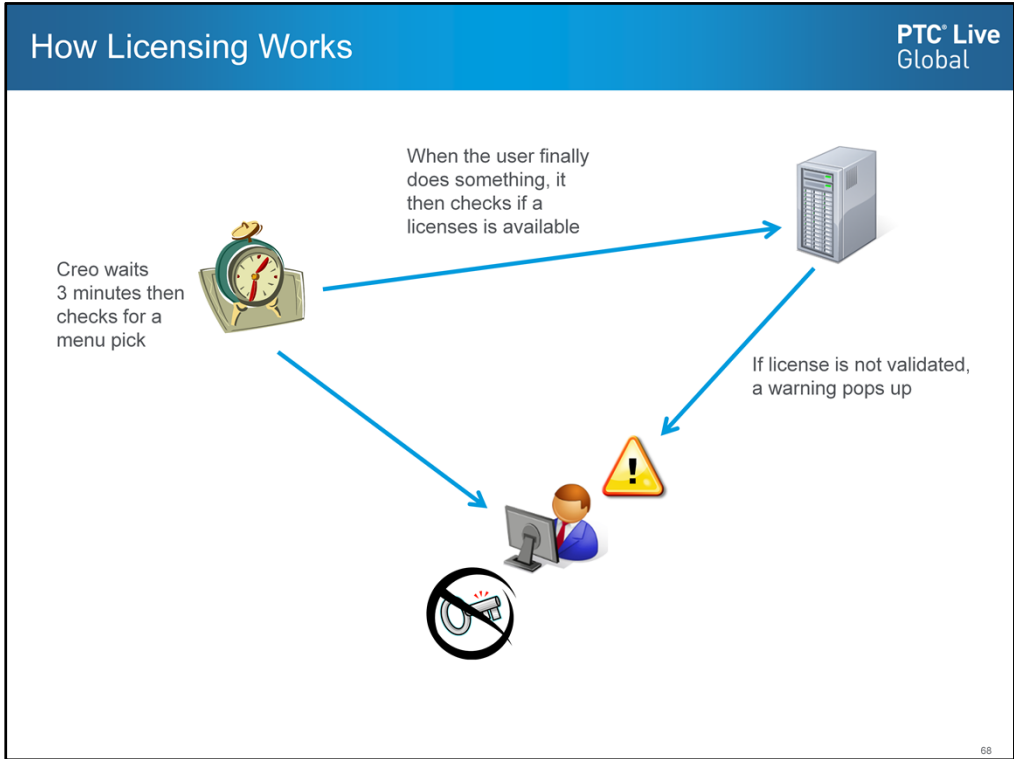 How Licensing Works
PTC® Live
Global
When the user finally
does something, it
then checks if a
licenses is available
Creo waits
3 minutes then
checks for a
menu pick
If license is not validated,
a warning pops up
!
68